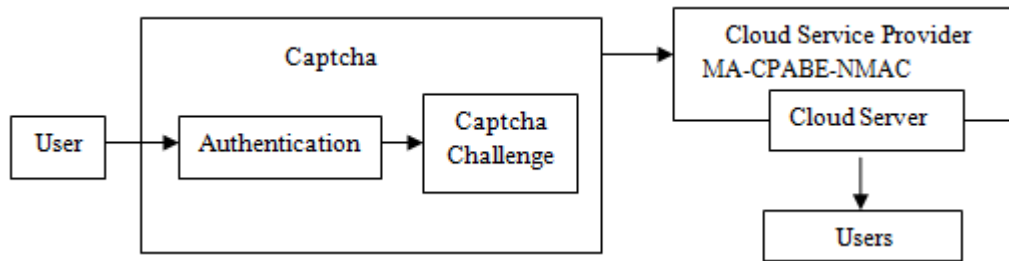 User
Captcha
Authentication
Captcha
Challenge
Cloud Service Provider
MA-CPABE-NMAC
Cloud Server
Users